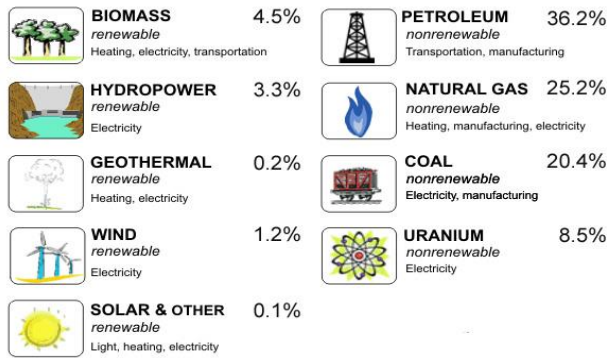 BIOMASS 4.5%
renewable
Heating, electricity, transportation
HYDROPOWER 3.3%
renewable
Electricity
GEOTHERMAL 0.2%
renewable
Heating, electricity
WIND 1.2%
renewable
Electricity
SOLAR & OTHER 0.1%
renewable
Light, heating, electricity
PETROLEUM 36.2%
nonrenewable
Transportation, manufacturing
NATURAL GAS 25.2%
nonrenewable
Heating, manufacturing, electricity
COAL 20.4%
nonrenewable
Electricity, manufacturing
URANIUM 8.5%
nonrenewable
Electricity